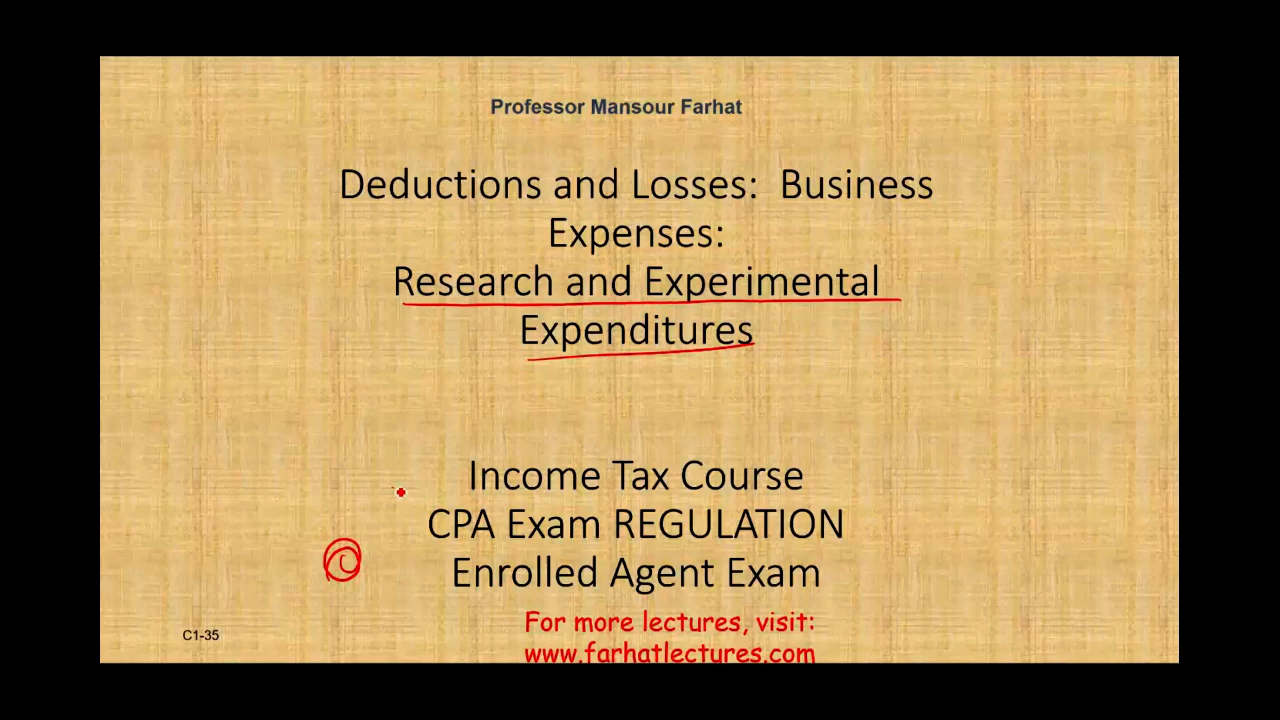 Professor Mansour Farhat
Deductions and Losses: Business
Expenses:
Research and Experimental
Expenditures
Income Tax Course
CPA Exam REGULATION
Enrolled Agent Exam
For more lectures, visit:
www.farhatlectures.com
C1-35